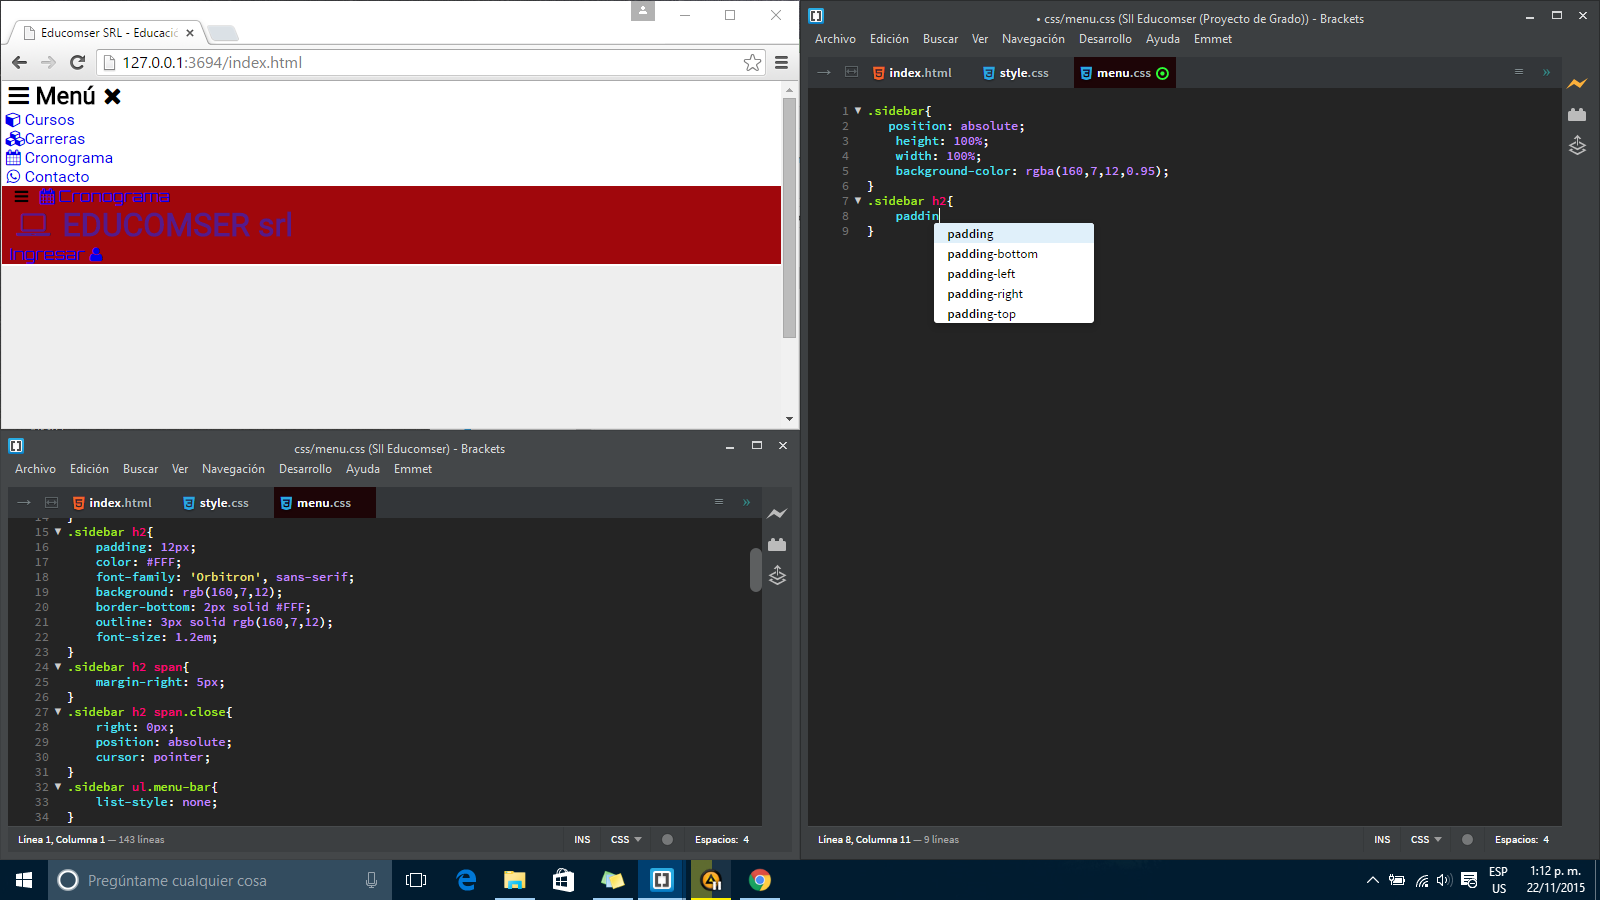 Educomser SRL - Educació
127.0.0.1:3694/index.html
Menú
Cursos
Carreras
Cronograma
Contacto
Cronograma
EDUCOMSER srl
Ingresar
css/menu.css (SII Educomser) - Brackets
Archivo Edición Buscar Ver Navegación Desarrollo Ayuda Emmet
index.html style.css menu.css
14 }
15 .sidebar h2{
16 padding: 12px;
17 color: #FFF;
18 font-family: 'Orbitron', sans-serif;
19 background: rgb(160,7,12);
20 border-bottom: 2px solid #FFF;
21 outline: 3px solid rgb(160,7,12);
22 font-size: 1.2em;
23 }
24 .sidebar h2 span{
25 margin-right: 5px;
26 }
27 .sidebar h2 span.close{
28 right: 0px;
29 position: absolute;
30 cursor: pointer;
31 }
32 .sidebar ul.menu-bar{
33 list-style: none;
34 }
Línea 1, Columna 1 — 143 líneas INS CSS Espacios: 4
• css/menu.css (SII Educomser (Proyecto de Grado)) - Brackets
Archivo Edición Buscar Ver Navegación Desarrollo Ayuda Emmet
index.html style.css menu.css
1 .sidebar{
2 position: absolute;
3 height: 100%;
4 width: 100%;
5 background-color: rgba(160,7,12,0.95);
6 }
7 .sidebar h2{
8 paddin
9 }
padding
padding-bottom
padding-left
padding-right
padding-top
Línea 8, Columna 11 — 9 líneas INS CSS Espacios: 4
Pregúntame cualquier cosa
ESP
US
1:12 p. m.
22/11/2015